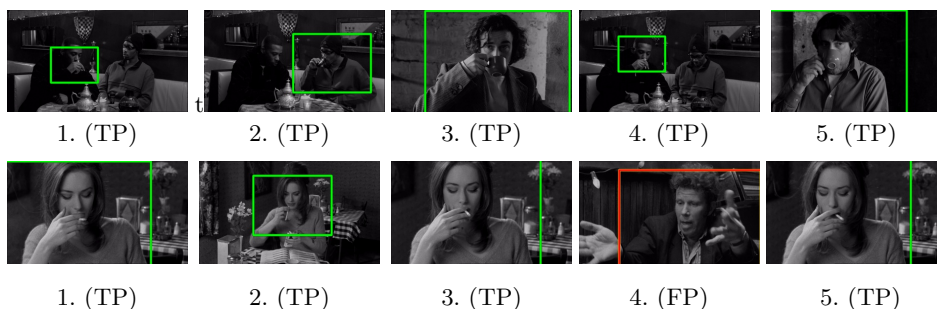 t
1. (TP) 2. (TP) 3. (TP) 4. (TP) 5. (TP)
1. (TP) 2. (TP) 3. (TP) 4. (FP) 5. (TP)